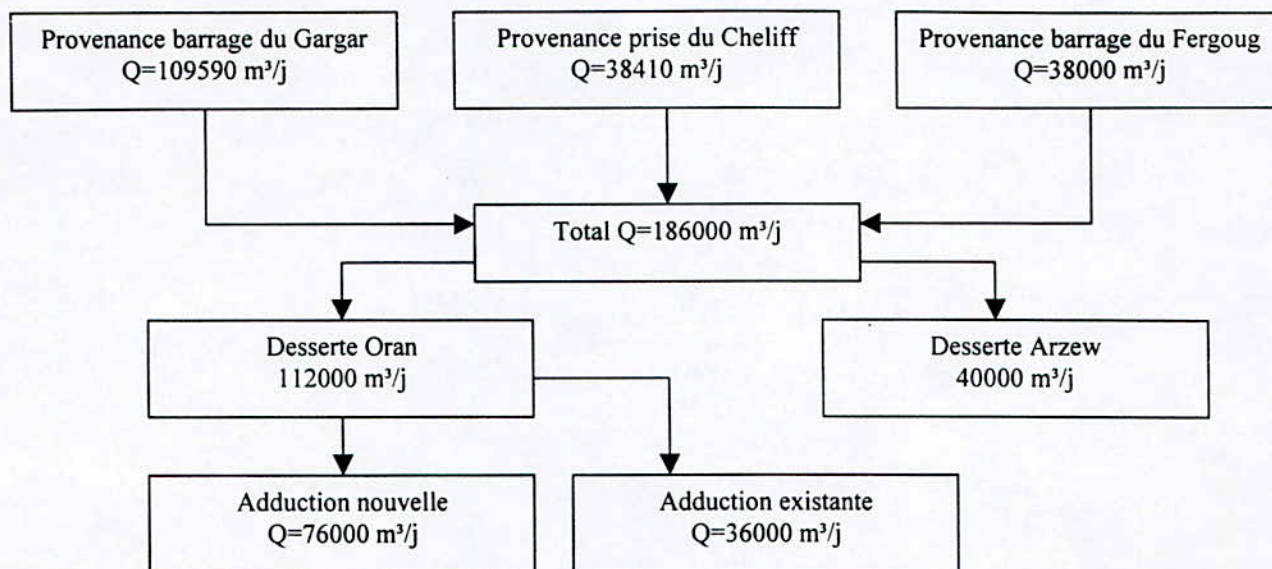 Provenance barrage du Gargar
Q=109590 m³/j
Provenance prise du Cheliff
Q=38410 m³/j
Provenance barrage du Fergoug
Q=38000 m³/j
Total Q=186000 m³/j
Desserte Oran
112000 m³/j
Desserte Arzew
40000 m³/j
Adduction nouvelle
Q=76000 m³/j
Adduction existante
Q=36000 m³/j